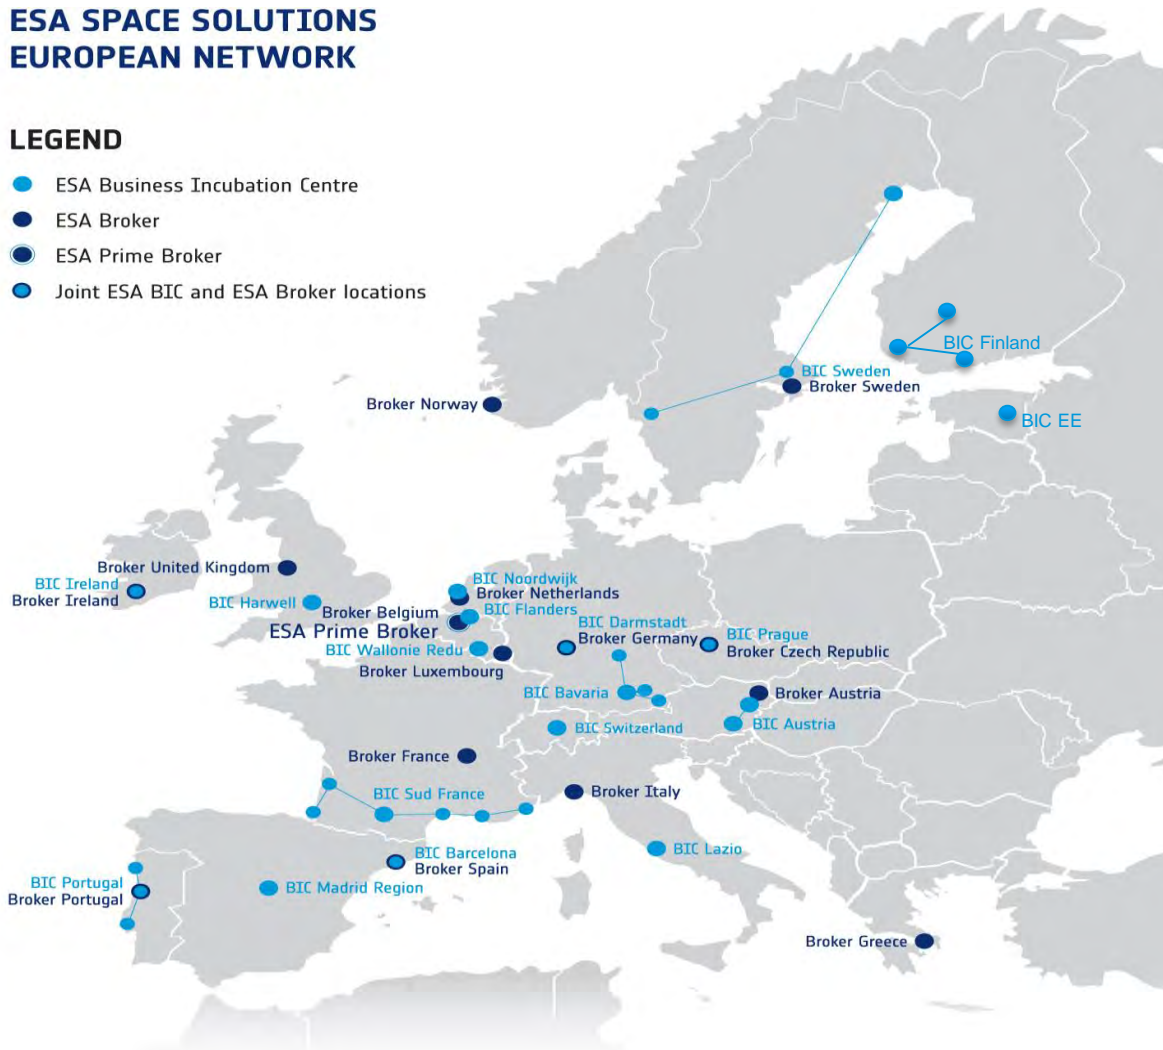 ESA SPACE SOLUTIONS
EUROPEAN NETWORK
LEGEND
ESA Business Incubation Centre
ESA Broker
ESA Prime Broker
Joint ESA BIC and ESA Broker locations
BIC Finland
BIC Sweden
Broker Sweden
Broker Norway
BIC EE
Broker United Kingdom
BIC Ireland
Broker Ireland
BIC Harwell
BIC Noordwijk
Broker Netherlands
BIC Flanders
Broker Belgium
ESA Prime Broker
BIC Wallonie Redu
Broker Luxembourg
BIC Darmstadt
Broker Germany
BIC Prague
Broker Czech Republic
BIC Bavaria
Broker Austria
BIC Austria
BIC Switzerland
Broker France
BIC Sud France
Broker Italy
BIC Lazio
BIC Barcelona
Broker Spain
BIC Madrid Region
BIC Portugal
Broker Portugal
Broker Greece